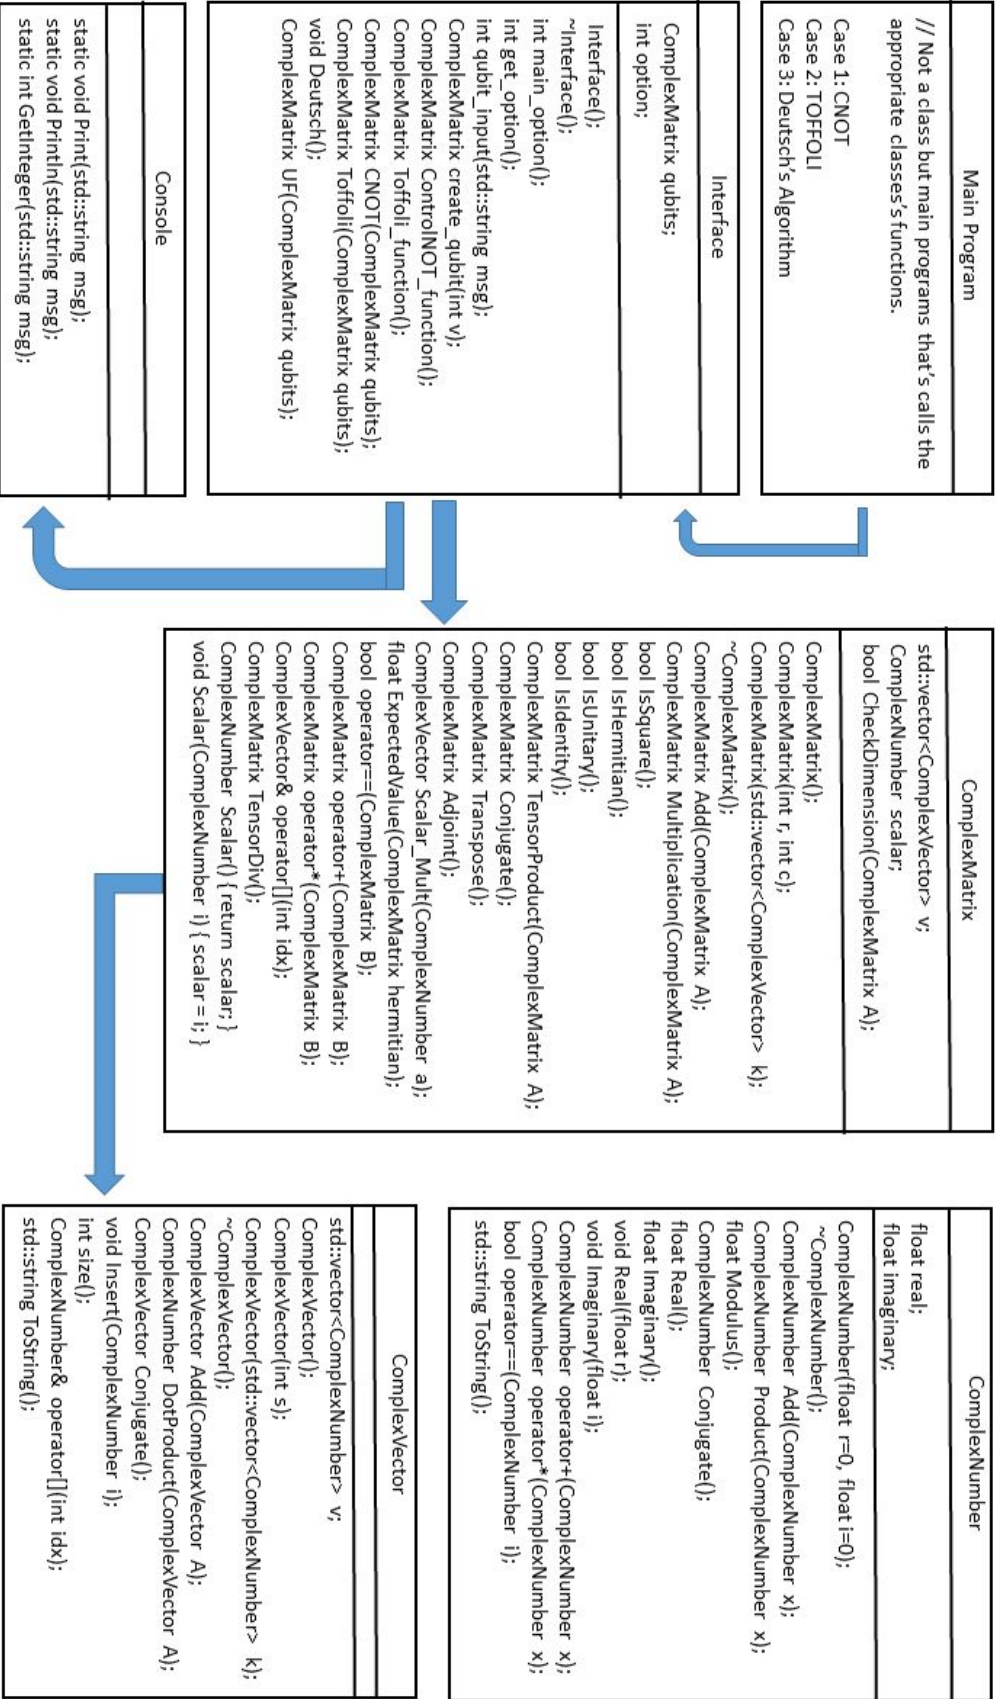 Main Program
// Not a class but main programs that's calls the
appropriate classes's functions.
Case 1: CNOT
Case 2: TOFFOLI
Case 3: Deutsch's Algorithm
Interface
ComplexMatrix qubits;
int option;
Interface();
~Interface();
int main_option();
int get_option();
int qubit_input(std::string msg);
ComplexMatrix create_qubit(int v);
ComplexMatrix ControlNOT_function();
ComplexMatrix Toffoli_function();
ComplexMatrix CNOT(ComplexMatrix qubits);
ComplexMatrix Toffoli(ComplexMatrix qubits);
void Deutsch();
ComplexMatrix UF(ComplexMatrix qubits);
Console
static void Print(std::string msg);
static void Println(std::string msg);
static int GetInteger(std::string msg);
ComplexMatrix
std::vector<ComplexVector> v;
ComplexNumber scalar;
bool CheckDimension(ComplexMatrix A);
ComplexMatrix();
ComplexMatrix(int r, int c);
ComplexMatrix(std::vector<ComplexVector> k);
~ComplexMatrix();
ComplexMatrix Add(ComplexMatrix A);
ComplexMatrix Multiplication(ComplexMatrix A);
bool IsSquare();
bool IsHermitian();
bool IsUnitary();
bool IsIdentity();
ComplexMatrix TensorProduct(ComplexMatrix A);
ComplexMatrix Conjugate();
ComplexMatrix Transpose();
ComplexMatrix Adjoint();
ComplexVector Scalar_Mult(ComplexNumber a);
float ExpectedValue(ComplexMatrix hermitian);
bool operator==(ComplexMatrix B);
ComplexMatrix operator+(ComplexMatrix B);
ComplexMatrix operator*(ComplexMatrix B);
ComplexVector& operator[](int idx);
ComplexMatrix TensorDiv();
ComplexNumber Scalar() { return scalar; }
void Scalar(ComplexNumber i) { scalar = i; }
ComplexNumber
float real;
float imaginary;
ComplexNumber(float r=0, float i=0);
~ComplexNumber();
ComplexNumber Add(ComplexNumber x);
ComplexNumber Product(ComplexNumber x);
float Modulus();
ComplexNumber Conjugate();
float Real();
float Imaginary();
void Real(float r);
void Imaginary(float i);
ComplexNumber operator+(ComplexNumber x);
ComplexNumber operator*(ComplexNumber x);
bool operator==(ComplexNumber i);
std::string ToString();
ComplexVector
std::vector<ComplexNumber> v;
ComplexVector();
ComplexVector(int s);
ComplexVector(std::vector<ComplexNumber> k);
~ComplexVector();
ComplexVector Add(ComplexVector A);
ComplexNumber DotProduct(ComplexVector A);
ComplexVector Conjugate();
void Insert(ComplexNumber i);
int size();
ComplexNumber& operator[](int idx);
std::string ToString();